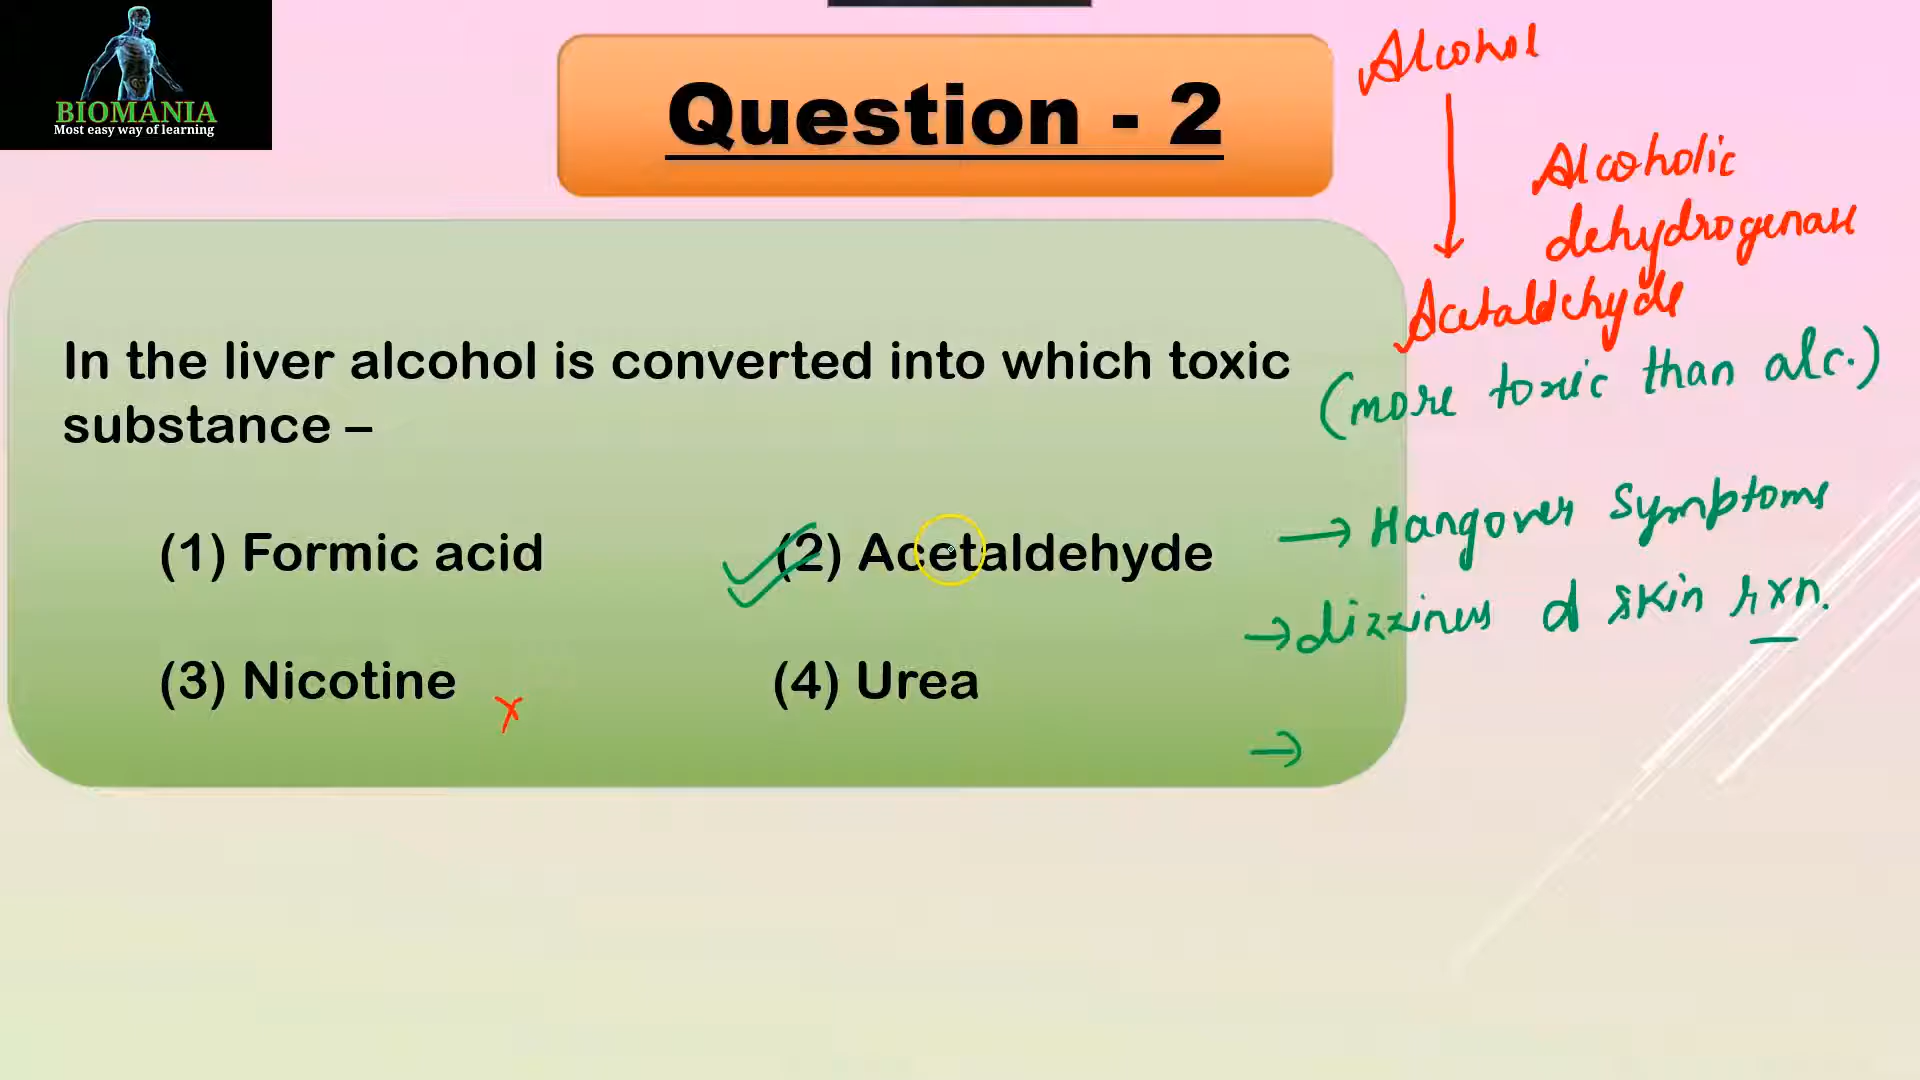 BIOMANIA
Most easy way of learning
Question - 2
In the liver alcohol is converted into which toxic
substance –
(1) Formic acid
(2) Acetaldehyde
(3) Nicotine
(4) Urea
Alcohol
Alcoholic
dehydrogenase
Acetaldehyde
(more toxic than alc.)
→ Hangover symptoms
→ dizziness d skin rxn.
→